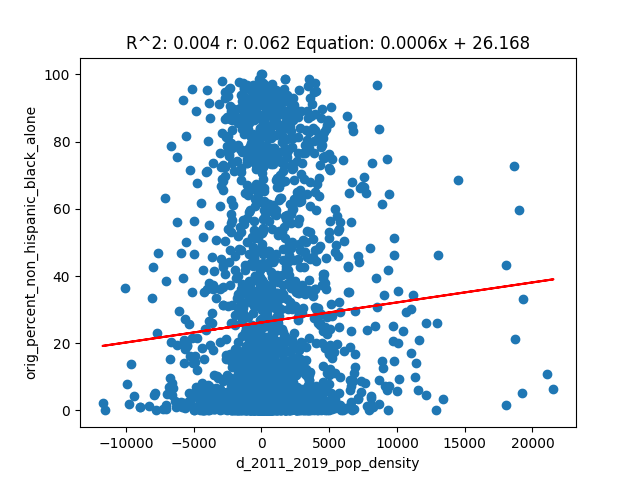 R^2: 0.004 r: 0.062 Equation: 0.0006x + 26.168
100
80
60
40
20
0
orig_percent_non_hispanic_black_alone
−10000 −5000 0 5000 10000 15000 20000
d_2011_2019_pop_density